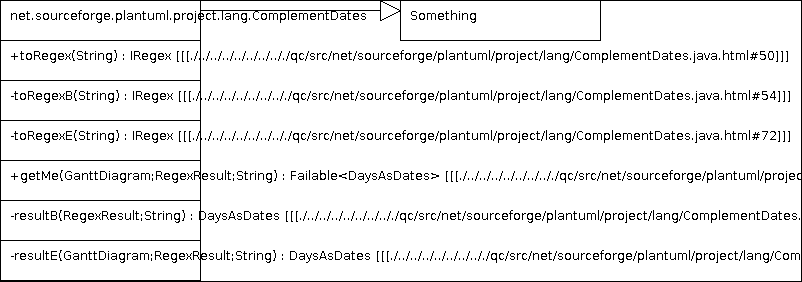 net.sourceforge.plantuml.project.lang.ComplementDates
Something
+toRegex(String) : IRegex [[[./../../../../../../../qc/src/net/sourceforge/plantuml/project/lang/ComplementDates.java.html#50]]]
-toRegexB(String) : IRegex [[[./../../../../../../../qc/src/net/sourceforge/plantuml/project/lang/ComplementDates.java.html#54]]]
-toRegexE(String) : IRegex [[[./../../../../../../../qc/src/net/sourceforge/plantuml/project/lang/ComplementDates.java.html#72]]]
+getMe(GanttDiagram;RegexResult;String) : Failable<DaysAsDates> [[[./../../../../../../../qc/src/net/sourceforge/plantuml/projec
-resultB(RegexResult;String) : DaysAsDates [[[./../../../../../../../qc/src/net/sourceforge/plantuml/project/lang/ComplementDates.
-resultE(GanttDiagram;RegexResult;String) : DaysAsDates [[[./../../../../../../../qc/src/net/sourceforge/plantuml/project/lang/Com